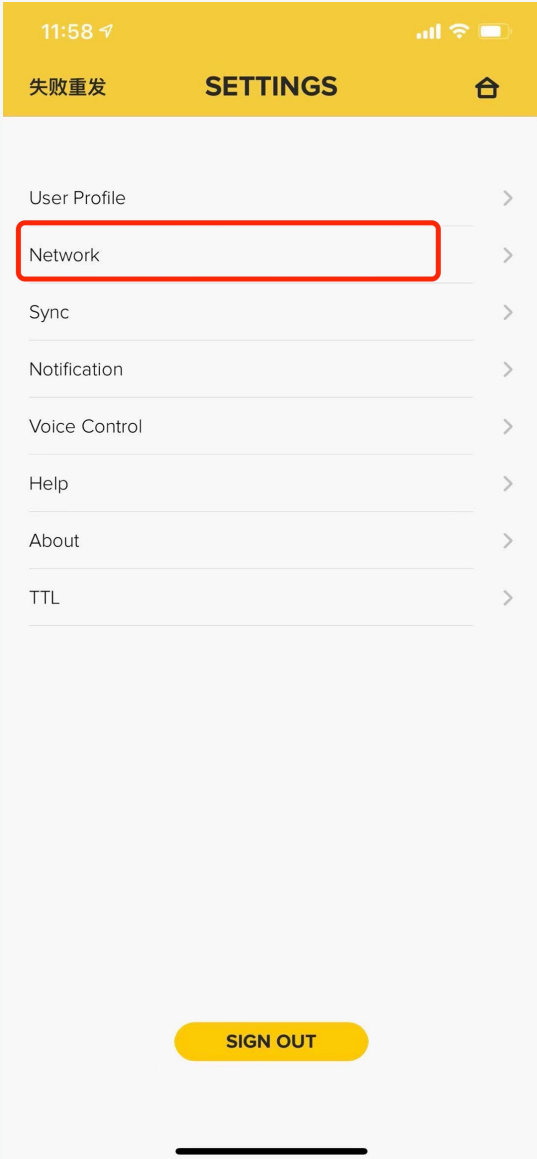 11:58
失败重发 SETTINGS
User Profile
Network
Sync
Notification
Voice Control
Help
About
TTL
SIGN OUT